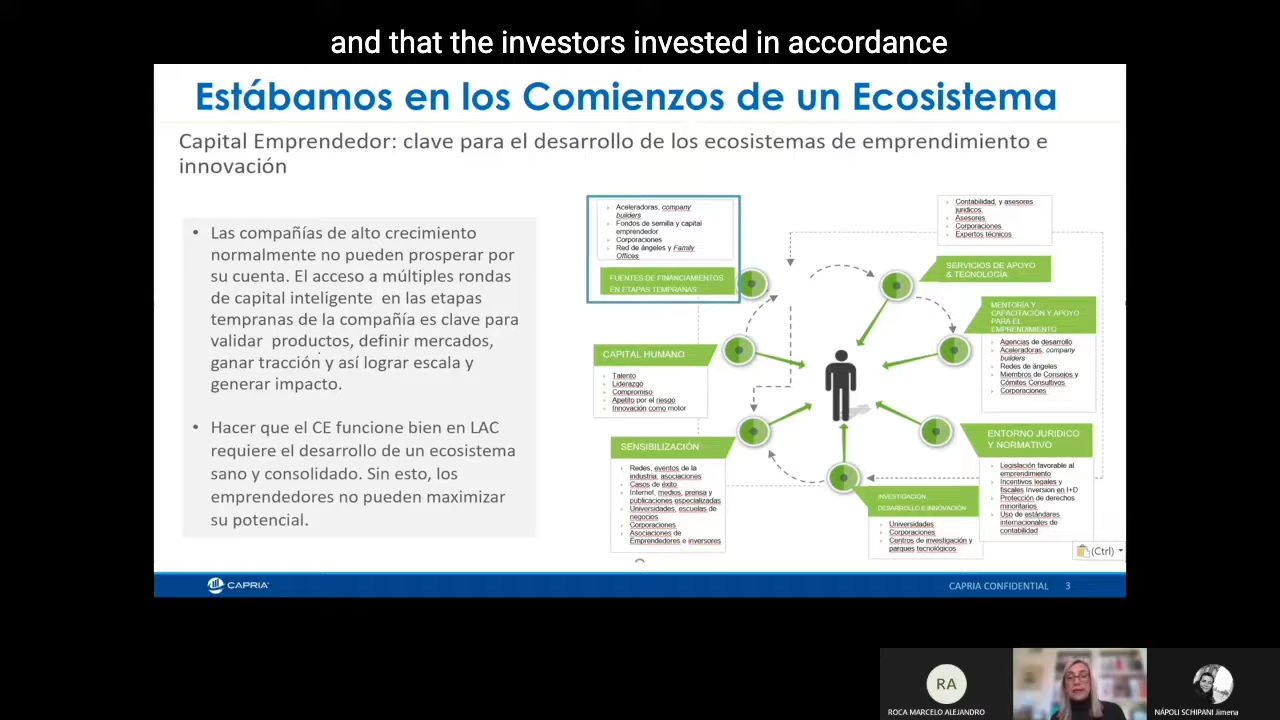 and that the investors invested in accordance
Estábamos en los Comienzos de un Ecosistema
Capital Emprendedor: clave para el desarrollo de los ecosistemas de emprendimiento e
innovación
• Las compañías de alto crecimiento
normalmente no pueden prosperar por
su cuenta. El acceso a múltiples rondas
de capital inteligente en las etapas
tempranas de la compañía es clave para
validar productos, definir mercados,
ganar tracción y así lograr escala y
generar impacto.
• Hacer que el CE funcione bien en LAC
requiere el desarrollo de un ecosistema
sano y consolidado. Sin esto, los
emprendedores no pueden maximizar
su potencial.
Aceleradoras, company
builders
Fondos de semilla y capital
emprendedor
Corporaciones
Red de ángeles y Family
Offices
FUENTES DE FINANCIAMIENTOS
EN ETAPAS TEMPRANAS
Contabilidad, y asesores
jurídicos.
Asesores
Corporaciones
Expertos técnicos
SERVICIOS DE APOYO
& TECNOLOGIA
MENTORÍA Y
CAPACITACIÓN Y APOYO
PARA EL
EMPRENDIMIENTO
Agencias de desarrollo
Aceleradoras, company
builders
Redes de ángeles
Miembros de Consejos y
Cómites Consultivos
Corporaciones
CAPITAL HUMANO
Talento
Liderazgo
Compromiso
Apetito por el riesgo
Innovación como motor
SENSIBILIZACIÓN
Redes, eventos de la
industria, asociaciones
Casos de éxito
Internet, medios, prensa y
publicaciones especializadas
Universidades, escuelas de
negocios
Corporaciones
Asociaciones de
Emprendedores e inversores
ENTORNO JURIDICO
Y NORMATIVO
Legislación favorable al
emprendimiento
Incentivos legales y
fiscales Inversion en I+D
Protección de derechos
minoritarios
Uso de estándares
internacionales de
contabilidad
INVESTIGACIÓN
DESARROLLO E INNOVACIÓN
Universidades
Corporaciones
Centros de investigación y
parques tecnológicos
(Ctrl)
CAPRIA
CAPRIA CONFIDENTIAL 3
RA
ROCA MARCELO ALEJANDRO
NÁPOLI SCHIPANI Jimena